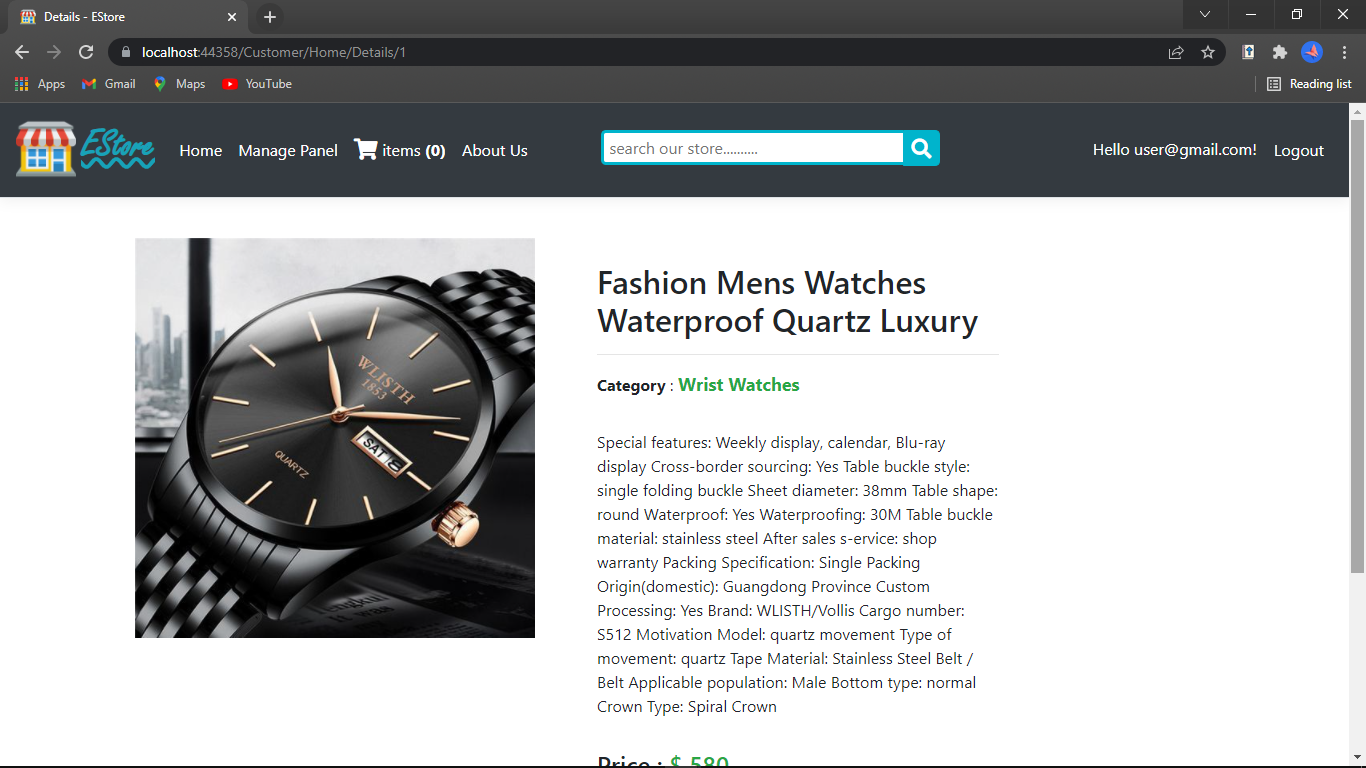 Details - EStore
localhost:44358/Customer/Home/Details/1
Apps Gmail Maps YouTube Reading list
EStore Home Manage Panel items (0) About Us search our store.......... Hello user@gmail.com! Logout
WLISTH
1853
SAT 18
QUARTZ
Fashion Mens Watches
Waterproof Quartz Luxury
Category : Wrist Watches
Special features: Weekly display, calendar, Blu-ray
display Cross-border sourcing: Yes Table buckle style:
single folding buckle Sheet diameter: 38mm Table shape:
round Waterproof: Yes Waterproofing: 30M Table buckle
material: stainless steel After sales s-ervice: shop
warranty Packing Specification: Single Packing
Origin(domestic): Guangdong Province Custom
Processing: Yes Brand: WLISTH/Vollis Cargo number:
S512 Motivation Model: quartz movement Type of
movement: quartz Tape Material: Stainless Steel Belt /
Belt Applicable population: Male Bottom type: normal
Crown Type: Spiral Crown
Price : $ 580